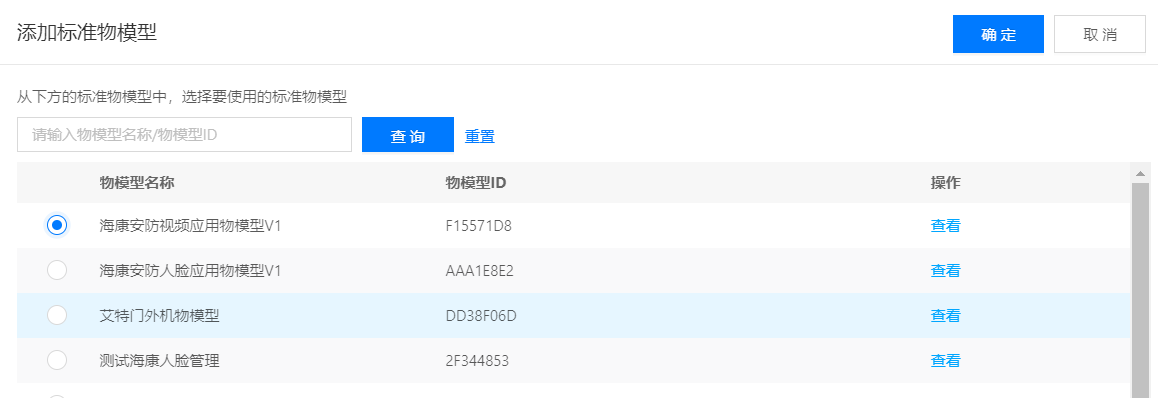 添加标准物模型
确 定
取 消
从下方的标准物模型中，选择要使用的标准物模型
请输入物模型名称/物模型ID
查 询
重置
物模型名称 物模型ID 操作
海康安防视频应用物模型V1 F15571D8 查看
海康安防人脸应用物模型V1 AAA1E8E2 查看
艾特门外机物模型 DD38F06D 查看
测试海康人脸管理 2F344853 查看